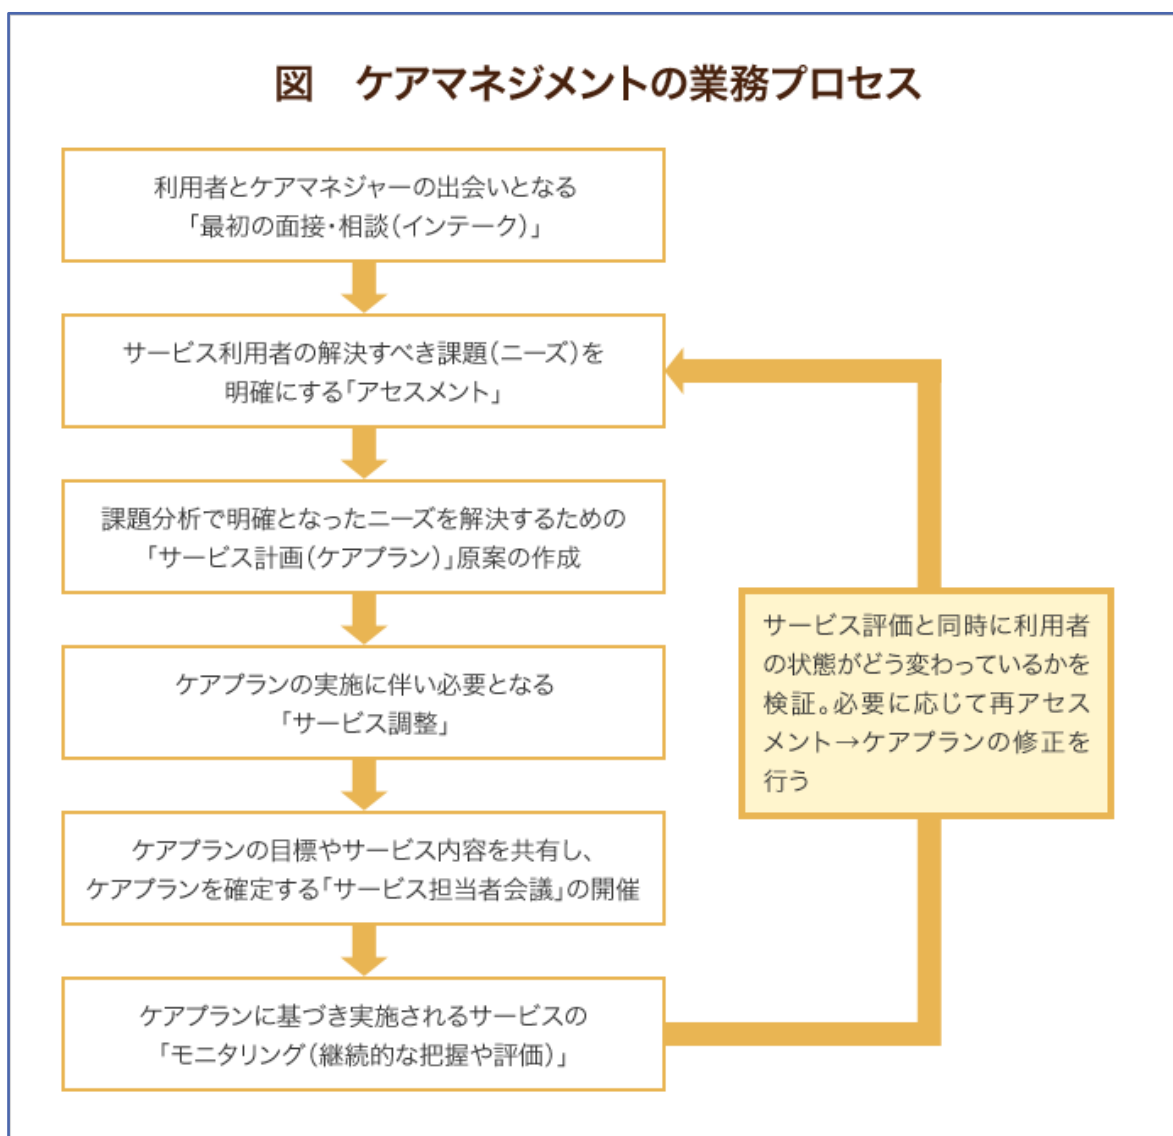 図　ケアマネジメントの業務プロセス
利用者とケアマネジャーの出会いとなる
「最初の面接・相談(インテーク)」
サービス利用者の解決すべき課題(ニーズ)を
明確にする「アセスメント」
課題分析で明確となったニーズを解決するための
「サービス計画(ケアプラン)」原案の作成
ケアプランの実施に伴い必要となる
「サービス調整」
ケアプランの目標やサービス内容を共有し、
ケアプランを確定する「サービス担当者会議」の開催
ケアプランに基づき実施されるサービスの
「モニタリング(継続的な把握や評価)」
サービス評価と同時に利用者
の状態がどう変わっているかを
検証。必要に応じて再アセス
メント→ケアプランの修正を
行う